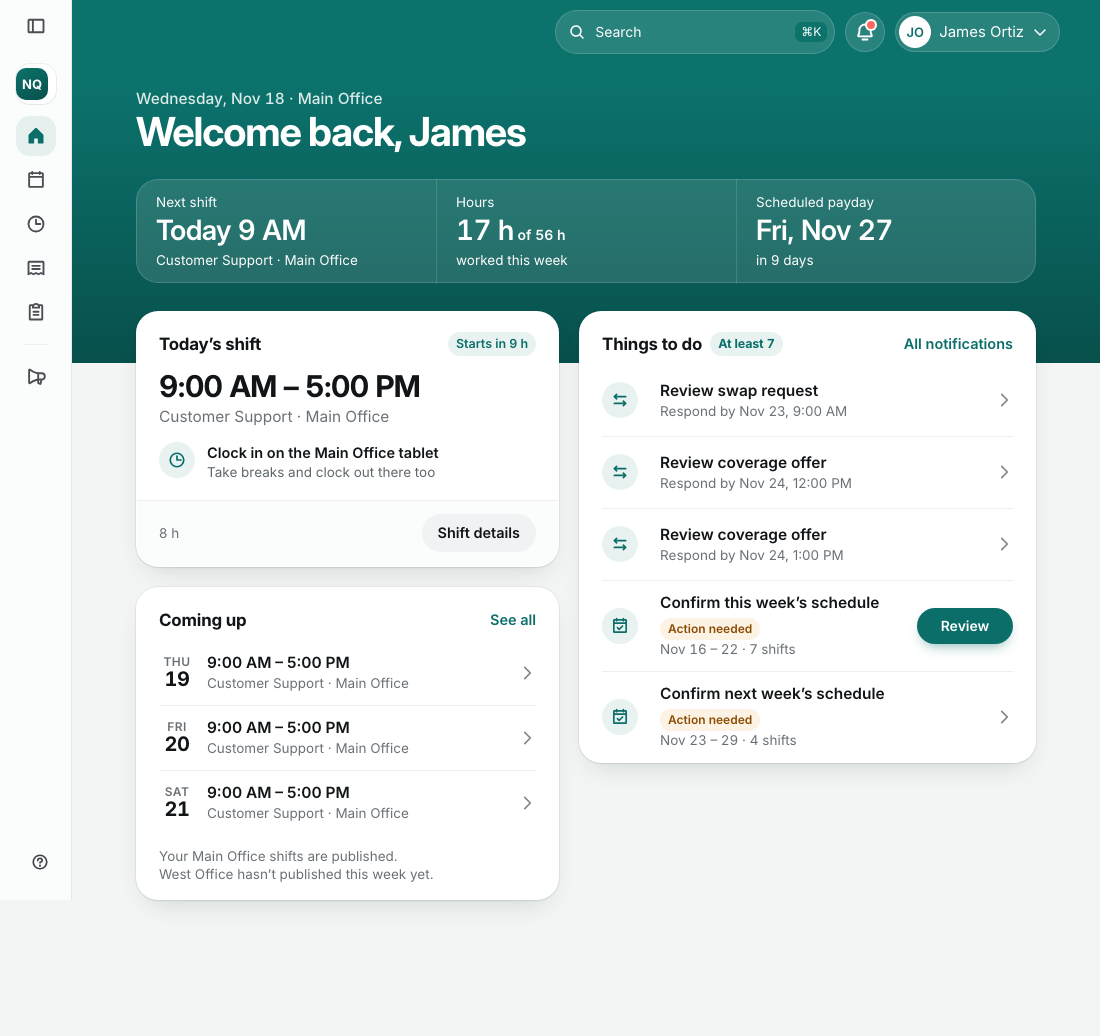 Search
⌘K
JO
James Ortiz
NQ
Wednesday, Nov 18 · Main Office
Welcome back, James
Next shift
Today 9 AM
Customer Support · Main Office
Hours
17 h of 56 h
worked this week
Scheduled payday
Fri, Nov 27
in 9 days
Today’s shift
Starts in 9 h
9:00 AM – 5:00 PM
Customer Support · Main Office
Clock in on the Main Office tablet
Take breaks and clock out there too
8 h
Shift details
Coming up
See all
THU
19
9:00 AM – 5:00 PM
Customer Support · Main Office
FRI
20
9:00 AM – 5:00 PM
Customer Support · Main Office
SAT
21
9:00 AM – 5:00 PM
Customer Support · Main Office
Your Main Office shifts are published.
West Office hasn’t published this week yet.
Things to do
At least 7
All notifications
Review swap request
Respond by Nov 23, 9:00 AM
Review coverage offer
Respond by Nov 24, 12:00 PM
Review coverage offer
Respond by Nov 24, 1:00 PM
Confirm this week’s schedule
Action needed
Nov 16 – 22 · 7 shifts
Review
Confirm next week’s schedule
Action needed
Nov 23 – 29 · 4 shifts